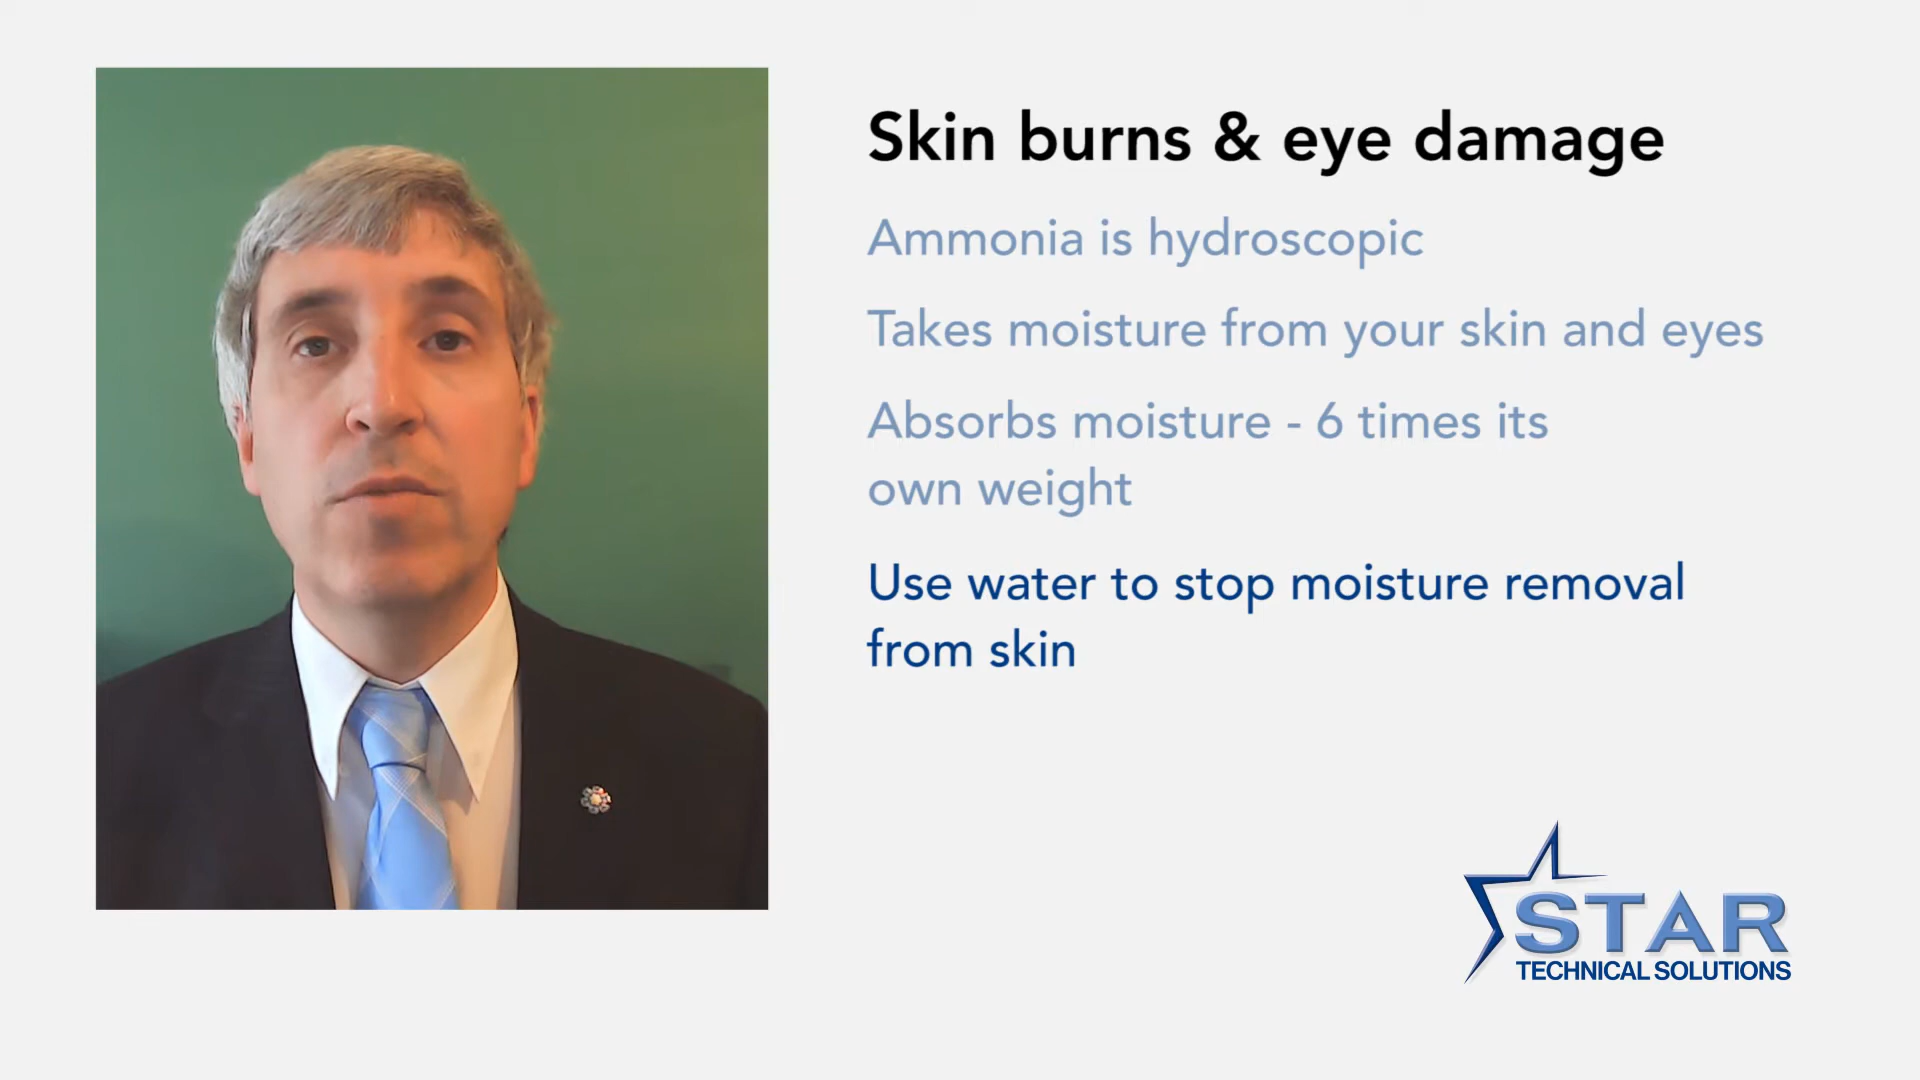 Skin burns & eye damage
Ammonia is hydroscopic
Takes moisture from your skin and eyes
Absorbs moisture - 6 times its
own weight
Use water to stop moisture removal
from skin
STAR
TECHNICAL SOLUTIONS